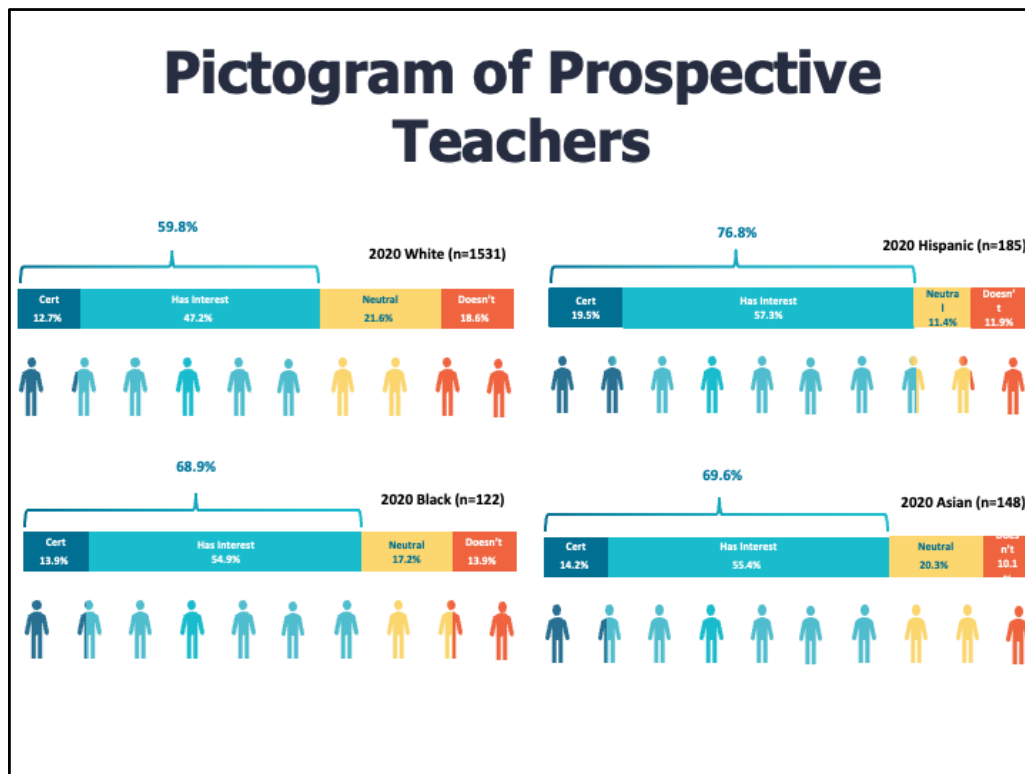 Pictogram of Prospective
Teachers
59.8%
2020 White (n=1531)
Cert
12.7%
Has Interest
47.2%
Neutral
21.6%
Doesn't
18.6%
76.8%
2020 Hispanic (n=185)
Cert
19.5%
Has Interest
57.3%
Neutra
l
11.4%
Doesn'
t
11.9%
68.9%
2020 Black (n=122)
Cert
13.9%
Has Interest
54.9%
Neutral
17.2%
Doesn't
13.9%
69.6%
2020 Asian (n=148)
Cert
14.2%
Has Interest
55.4%
Neutral
20.3%
Does
n't
10.1
%